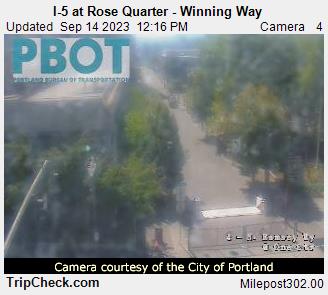 I-5 at Rose Quarter - Winning Way
Updated Sep 14 2023 12:16 PM Camera 4
PBOT
PORTLAND BUREAU OF TRANSPORTATION
Camera courtesy of the City of Portland
TripCheck.com Milepost302.00